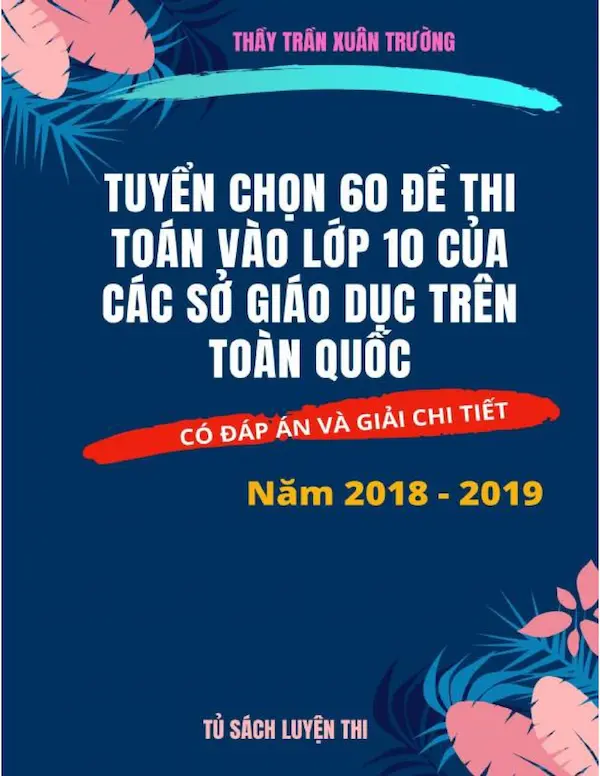 THẦY TRẦN XUÂN TRƯỜNG
TUYỂN CHỌN 60 ĐỀ THI
TOÁN VÀO LỚP 10 CỦA
CÁC SỞ GIÁO DỤC TRÊN
TOÀN QUỐC
CÓ ĐÁP ÁN VÀ GIẢI CHI TIẾT
Năm 2018 - 2019
TỦ SÁCH LUYỆN THI